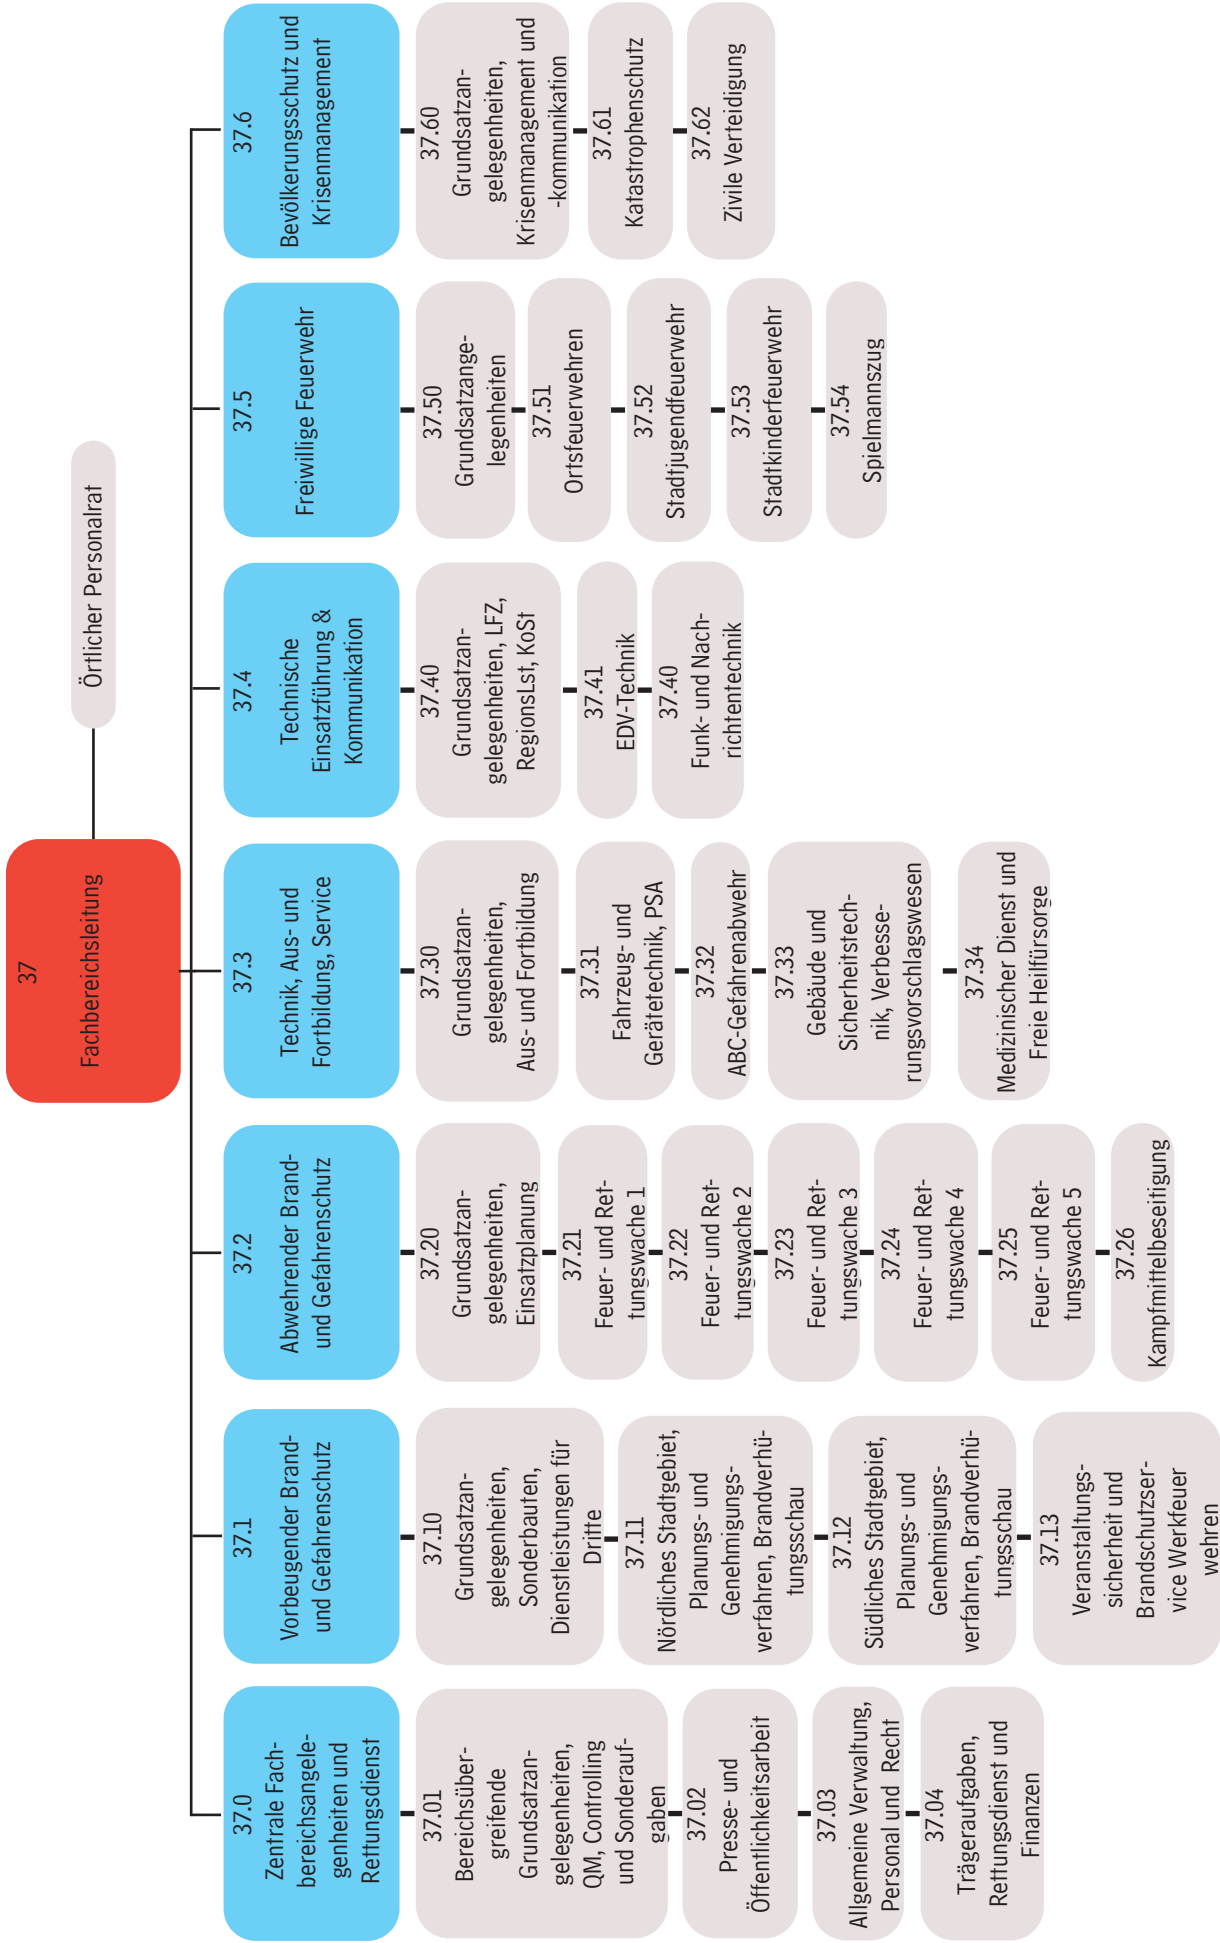 37
Fachbereichsleitung
Örtlicher Personalrat
37.0
Zentrale Fach-
bereichsangele-
genheiten und
Rettungsdienst
37.01
Bereichsüber-
greifende
Grundsatzan-
gelegenheiten,
QM, Controlling
und Sonderauf-
gaben
37.02
Presse- und
Öffentlichkeitsarbeit
37.03
Allgemeine Verwaltung,
Personal und Recht
37.04
Trägeraufgaben,
Rettungsdienst und
Finanzen
37.1
Vorbeugender Brand-
und Gefahrenschutz
37.10
Grundsatzan-
gelegenheiten,
Sonderbauten,
Dienstleistungen für
Dritte
37.11
Nördliches Stadtgebiet,
Planungs- und
Genehmigungs-
verfahren, Brandverhü-
tungsschau
37.12
Südliches Stadtgebiet,
Planungs- und
Genehmigungs-
verfahren, Brandverhü-
tungsschau
37.13
Veranstaltungs-
sicherheit und
Brandschutzser-
vice Werkfeuer
wehren
37.2
Abwehrender Brand-
und Gefahrenschutz
37.20
Grundsatzan-
gelegenheiten,
Einsatzplanung
37.21
Feuer- und Ret-
tungswache 1
37.22
Feuer- und Ret-
tungswache 2
37.23
Feuer- und Ret-
tungswache 3
37.24
Feuer- und Ret-
tungswache 4
37.25
Feuer- und Ret-
tungswache 5
37.26
Kampfmittelbeseitigung
37.3
Technik, Aus- und
Fortbildung, Service
37.30
Grundsatzan-
gelegenheiten,
Aus- und Fortbildung
37.31
Fahrzeug- und
Gerätetechnik, PSA
37.32
ABC-Gefahrenabwehr
37.33
Gebäude und
Sicherheitstech-
nik, Verbesse-
rungsvorschlagswesen
37.34
Medizinischer Dienst und
Freie Heilfürsorge
37.4
Technische
Einsatzführung &
Kommunikation
37.40
Grundsatzan-
gelegenheiten, LFZ,
RegionsLst, KoSt
37.41
EDV-Technik
37.40
Funk- und Nach-
richtentechnik
37.5
Freiwillige Feuerwehr
37.50
Grundsatzange-
legenheiten
37.51
Ortsfeuerwehren
37.52
Stadtjugendfeuerwehr
37.53
Stadtkinderfeuerwehr
37.54
Spielmannszug
37.6
Bevölkerungsschutz und
Krisenmanagement
37.60
Grundsatzan-
gelegenheiten,
Krisenmanagement und
-kommunikation
37.61
Katastrophenschutz
37.62
Zivile Verteidigung